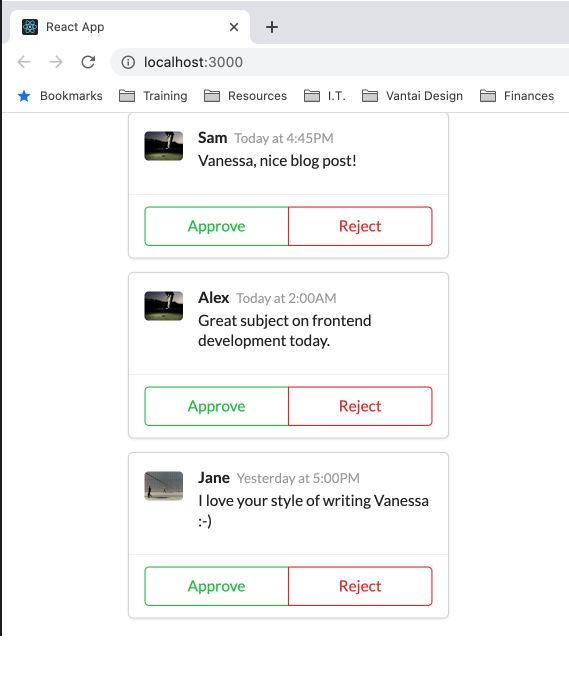 React App
localhost:3000
Bookmarks Training Resources I.T. Vantai Design Finances
Sam Today at 4:45PM
Vanessa, nice blog post!
Approve Reject
Alex Today at 2:00AM
Great subject on frontend
development today.
Approve Reject
Jane Yesterday at 5:00PM
I love your style of writing Vanessa
:-)
Approve Reject